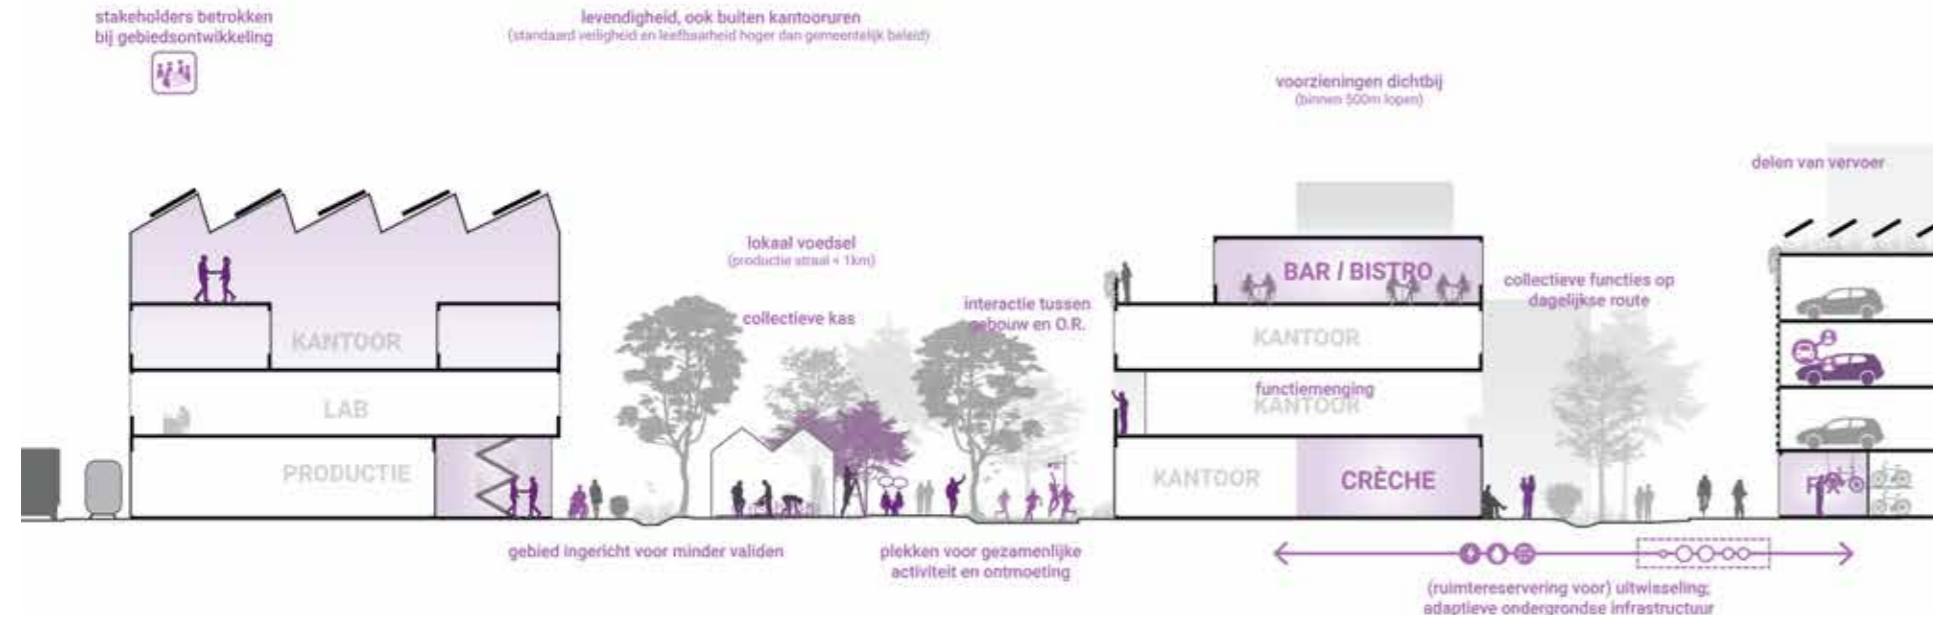 stakeholders betrokken
bij gebiedsontwikkeling
levendigheid, ook buiten kantooruren
(standaard veiligheid en leefbaarheid hoger dan gemeentelijk beleid)
voorzieningen dichtbij
(binnen 500m lopen)
delen van vervoer
lokaal voedsel
(productie straal < 1km)
collectieve kas
interactie tussen
gebouw en O.R.
BAR / BISTRO
collectieve functies op
dagelijkse route
KANTOOR
KANTOOR
LAB
functiemenging
KANTOOR
PRODUCTIE
KANTOOR
CRÈCHE
gebied ingericht voor minder validen
plekken voor gezamenlijke
activiteit en ontmoeting
(ruimtereservering voor) uitwisseling;
adaptieve ondergrondse infrastructuur